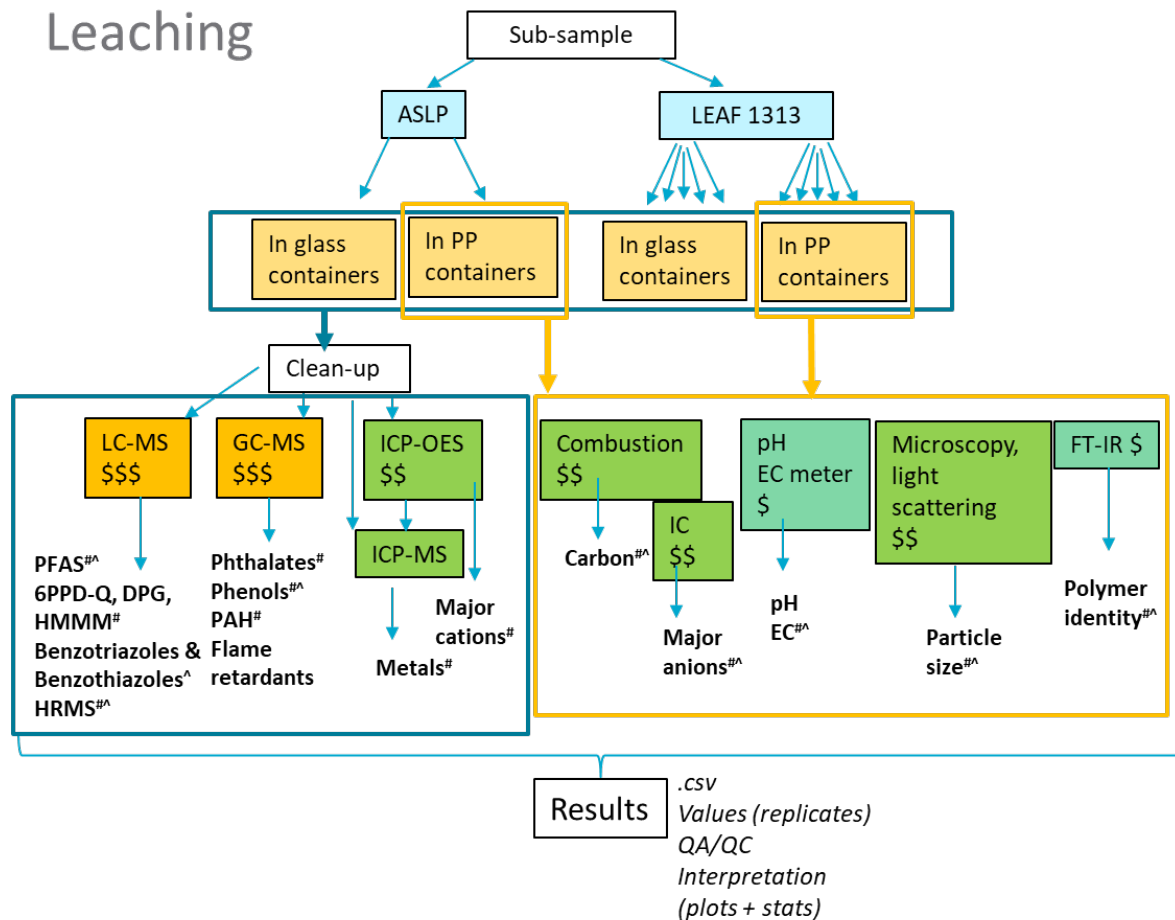 Leaching
Sub-sample
ASLP
LEAF 1313
In glass
containers
In PP
containers
In glass
containers
In PP
containers
Clean-up
LC-MS
$$$
GC-MS
$$$
ICP-OES
$$
ICP-MS
Combustion
$$
IC
$$
pH
EC meter
$
Microscopy,
light
scattering
$$
FT-IR $
PFAS#^
6PPD-Q, DPG,
HMMM#
Benzotriazoles &
Benzothiazoles^
HRMS#^
Phthalates#
Phenols#^
PAH#
Flame
retardants
Metals#
Major
cations#
Carbon#^
Major
anions#^
pH
EC#^
Particle
size#^
Polymer
identity#^
Results
.csv
Values (replicates)
QA/QC
Interpretation
(plots + stats)